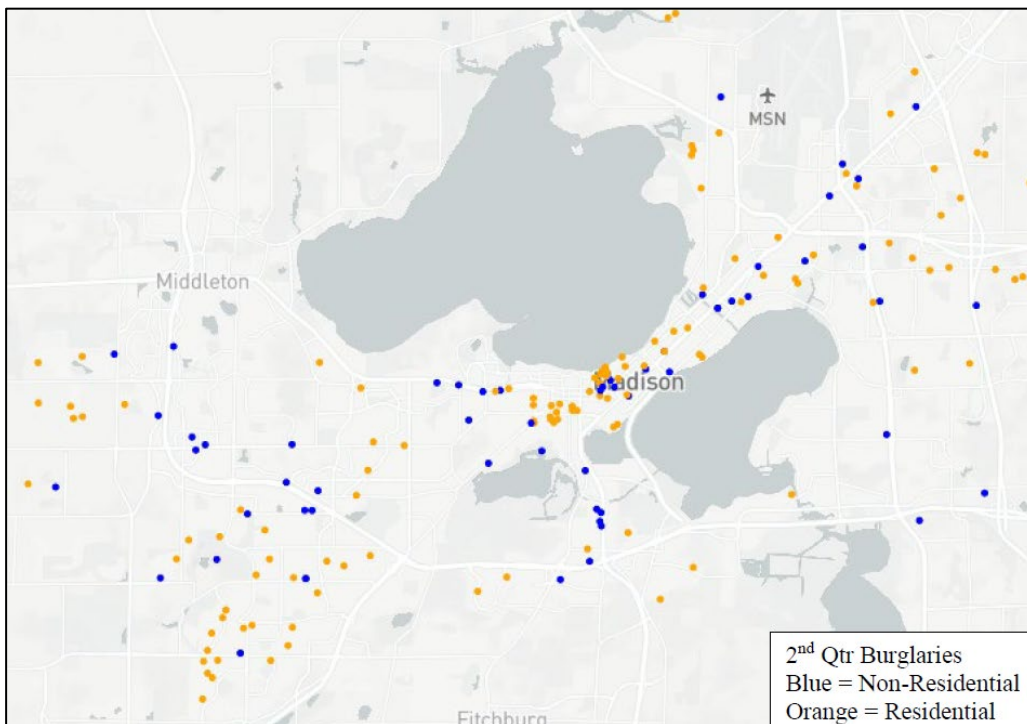 MSN
Middleton
Madison
Fitchburg
2nd Qtr Burglaries
Blue = Non-Residential
Orange = Residential